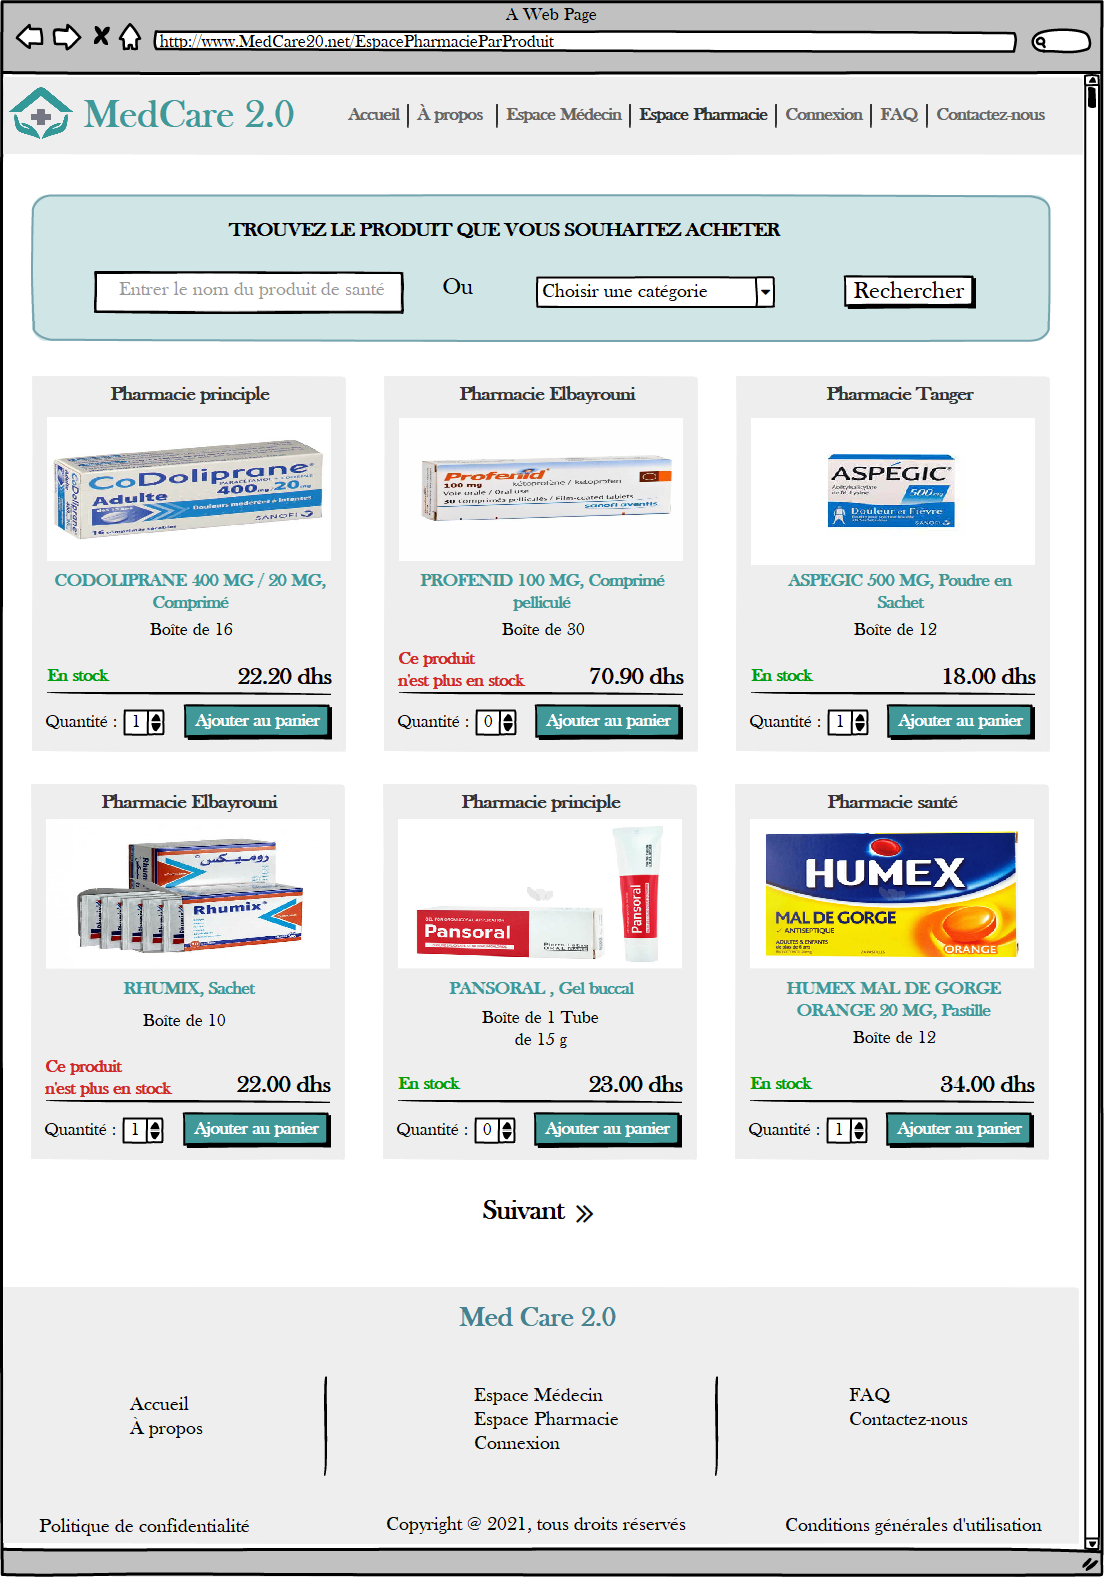 A Web Page
http://www.MedCare20.net/EspacePharmacieParProduit
MedCare 2.0
Accueil
À propos
Espace Médecin
Espace Pharmacie
Connexion
FAQ
Contactez-nous
TROUVEZ LE PRODUIT QUE VOUS SOUHAITEZ ACHETER
Entrer le nom du produit de santé
Ou
Choisir une catégorie
Rechercher
Pharmacie principle
CoDoliprane
PARACETAMOL
400 mg 20 mg
Adulte
Douleurs modérées à intenses
SANOFI
16 comprimés sécables
CoDoliprane
CODOLIPRANE 400 MG / 20 MG,
Comprimé
Boîte de 16
En stock
22.20 dhs
Quantité :
1
Ajouter au panier
Pharmacie Elbayrouni
Profenid
100 mg
kétoprofène / ketoprofen
Voie orale / Oral use
30 comprimés pelliculés / Film-coated tablets
sanofi aventis
PROFENID 100 MG, Comprimé
pelliculé
Boîte de 30
Ce produit
n'est plus en stock
70.90 dhs
Quantité :
0
Ajouter au panier
Pharmacie Tanger
ASPÉGIC
500mg
Douleur et Fièvre
SANOFI
ASPEGIC 500 MG, Poudre en
Sachet
Boîte de 12
En stock
18.00 dhs
Quantité :
1
Ajouter au panier
Pharmacie Elbayrouni
روميكس
Rhumix
RHUMIX, Sachet
Boîte de 10
Ce produit
n'est plus en stock
22.00 dhs
Quantité :
1
Ajouter au panier
Pharmacie principle
Pansoral
Pansoral
PANSORAL , Gel buccal
Boîte de 1 Tube
de 15 g
En stock
23.00 dhs
Quantité :
0
Ajouter au panier
Pharmacie santé
HUMEX
MAL DE GORGE
ANTISEPTIQUE
ADULTES & ENFANTS
de plus de 6 ans
ORANGE
HUMEX MAL DE GORGE
ORANGE 20 MG, Pastille
Boîte de 12
En stock
34.00 dhs
Quantité :
1
Ajouter au panier
Suivant
Med Care 2.0
Accueil
À propos
Espace Médecin
Espace Pharmacie
Connexion
FAQ
Contactez-nous
Politique de confidentialité
Copyright @ 2021, tous droits réservés
Conditions générales d'utilisation